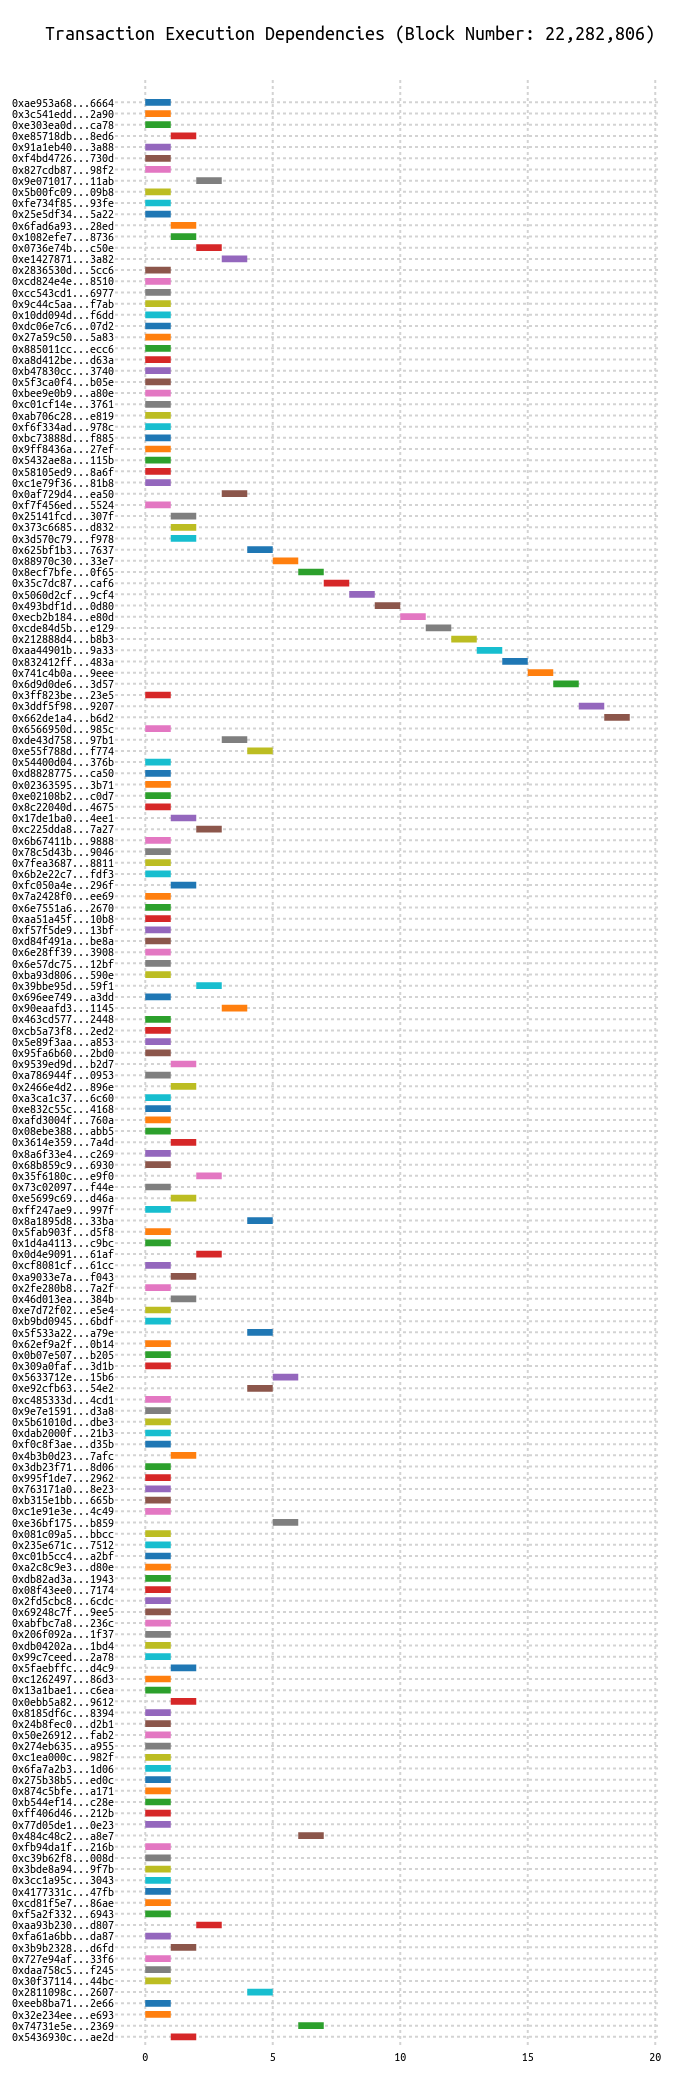 Transaction Execution Dependencies (Block Number: 22,282,806)
0xae953a68...6664
0x3c541edd...2a90
0xe303ea0d...ca78
0xe85718db...8ed6
0x91a1eb40...3a88
0xf4bd4726...730d
0x827cdb87...98f2
0x9e071017...11ab
0x5b00fc09...09b8
0xfe734f85...93fe
0x25e5df34...5a22
0x6fad6a93...28ed
0x1082efe7...8736
0x0736e74b...c50e
0xe1427871...3a82
0x2836530d...5cc6
0xcd824e4e...8510
0xcc543cd1...6977
0x9c44c5aa...f7ab
0x10dd094d...f6dd
0xdc06e7c6...07d2
0x27a59c50...5a83
0x885011cc...ecc6
0xa8d412be...d63a
0xb47830cc...3740
0x5f3ca0f4...b05e
0xbee9e0b9...a80e
0xc01cf14e...3761
0xab706c28...e819
0xf6f334ad...978c
0xbc73888d...f885
0x9ff8436a...27ef
0x5432ae8a...115b
0x58105ed9...8a6f
0xc1e79f36...81b8
0x0af729d4...ea50
0xf7f456ed...5524
0x25141fcd...307f
0x373c6685...d832
0x3d570c79...f978
0x625bf1b3...7637
0x88970c30...33e7
0x8ecf7bfe...0f65
0x35c7dc87...caf6
0x5060d2cf...9cf4
0x493bdf1d...0d80
0xecb2b184...e80d
0xcde84d5b...e129
0x212888d4...b8b3
0xaa44901b...9a33
0x832412ff...483a
0x741c4b0a...9eee
0x6d9d0de6...3d57
0x3ff823be...23e5
0x3ddf5f98...9207
0x662de1a4...b6d2
0x6566950d...985c
0xde43d758...97b1
0xe55f788d...f774
0x54400d04...376b
0xd8828775...ca50
0x02363595...3b71
0xe02108b2...c0d7
0x8c22040d...4675
0x17de1ba0...4ee1
0xc225dda8...7a27
0x6b67411b...9888
0x78c5d43b...9046
0x7fea3687...8811
0x6b2e22c7...fdf3
0xfc050a4e...296f
0x7a2428f0...ee69
0x6e7551a6...2670
0xaa51a45f...10b8
0xf57f5de9...13bf
0xd84f491a...be8a
0x6e28ff39...3908
0x6e57dc75...12bf
0xba93d806...590e
0x39bbe95d...59f1
0x696ee749...a3dd
0x90eaafd3...1145
0x463cd577...2448
0xcb5a73f8...2ed2
0x5e89f3aa...a853
0x95fa6b60...2bd0
0x9539ed9d...b2d7
0xa786944f...0953
0x2466e4d2...896e
0xa3ca1c37...6c60
0xe832c55c...4168
0xafd3004f...760a
0x08ebe388...abb5
0x3614e359...7a4d
0x8a6f33e4...c269
0x68b859c9...6930
0x35f6180c...e9f0
0x73c02097...f44e
0xe5699c69...d46a
0xff247ae9...997f
0x8a1895d8...33ba
0x5fab903f...d5f8
0x1d4a4113...c9bc
0x0d4e9091...61af
0xcf8081cf...61cc
0xa9033e7a...f043
0x2fe280b8...7a2f
0x46d013ea...384b
0xe7d72f02...e5e4
0xb9bd0945...6bdf
0x5f533a22...a79e
0x62ef9a2f...0b14
0x0b07e507...b205
0x309a0faf...3d1b
0x5633712e...15b6
0xe92cfb63...54e2
0xc485333d...4cd1
0x9e7e1591...d3a8
0x5b61010d...dbe3
0xdab2000f...21b3
0xf0c8f3ae...d35b
0x4b3b0d23...7afc
0x3db23f71...8d06
0x995f1de7...2962
0x763171a0...8e23
0xb315e1bb...665b
0xc1e91e3e...4c49
0xe36bf175...b859
0x081c09a5...bbcc
0x235e671c...7512
0xc01b5cc4...a2bf
0xa2c8c9e3...d80e
0xdb82ad3a...1943
0x08f43ee0...7174
0x2fd5cbc8...6cdc
0x69248c7f...9ee5
0xabfbc7a8...236c
0x206f092a...1f37
0xdb04202a...1bd4
0x99c7ceed...2a78
0x5faebffc...d4c9
0xc1262497...86d3
0x13a1bae1...c6ea
0x0ebb5a82...9612
0x8185df6c...8394
0x24b8fec0...d2b1
0x50e26912...fab2
0x274eb635...a955
0xc1ea000c...982f
0x6fa7a2b3...1d06
0x275b38b5...ed0c
0x874c5bfe...a171
0xb544ef14...c28e
0xff406d46...212b
0x77d05de1...0e23
0x484c48c2...a8e7
0xfb94da1f...216b
0xc39b62f8...008d
0x3bde8a94...9f7b
0x3cc1a95c...3043
0x4177331c...47fb
0xcd81f5e7...86ae
0xf5a2f332...6943
0xaa93b230...d807
0xfa61a6bb...da87
0x3b9b2328...d6fd
0x727e94af...33f6
0xdaa758c5...f245
0x30f37114...44bc
0x2811098c...2607
0xeeb8ba71...2e66
0x32e234ee...e693
0x74731e5e...2369
0x5436930c...ae2d
0 5 10 15 20